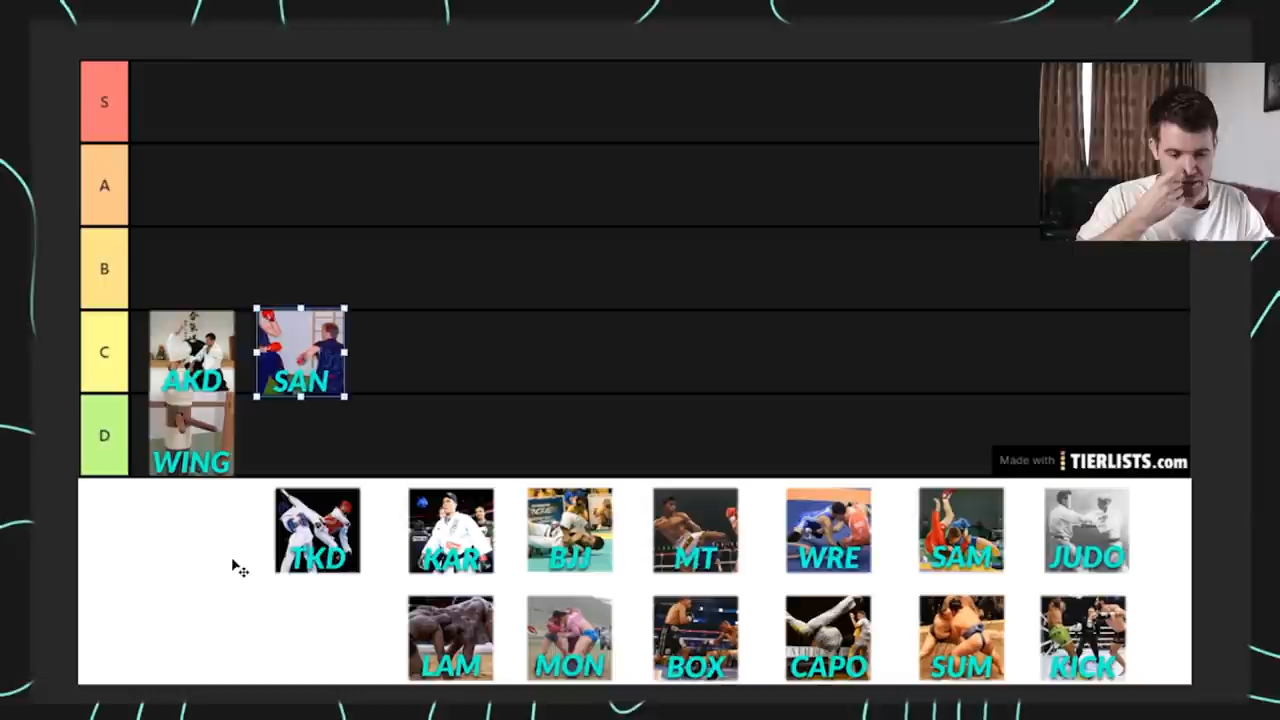 S
A
B
C
AKD SAN
D
WING
Made with TIERLISTS.com
TKD KAR BJJ MT WRE SAM JUDO
LAM MON BOX CAPO SUM KICK